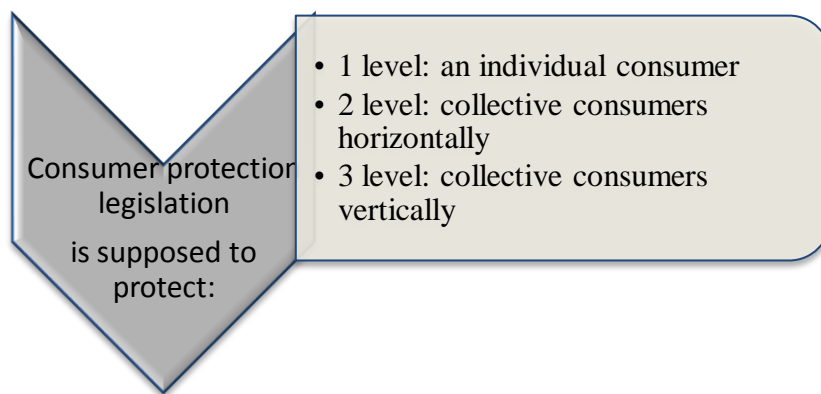 Consumer protection
legislation
is supposed to
protect:
• 1 level: an individual consumer
• 2 level: collective consumers
horizontally
• 3 level: collective consumers
vertically